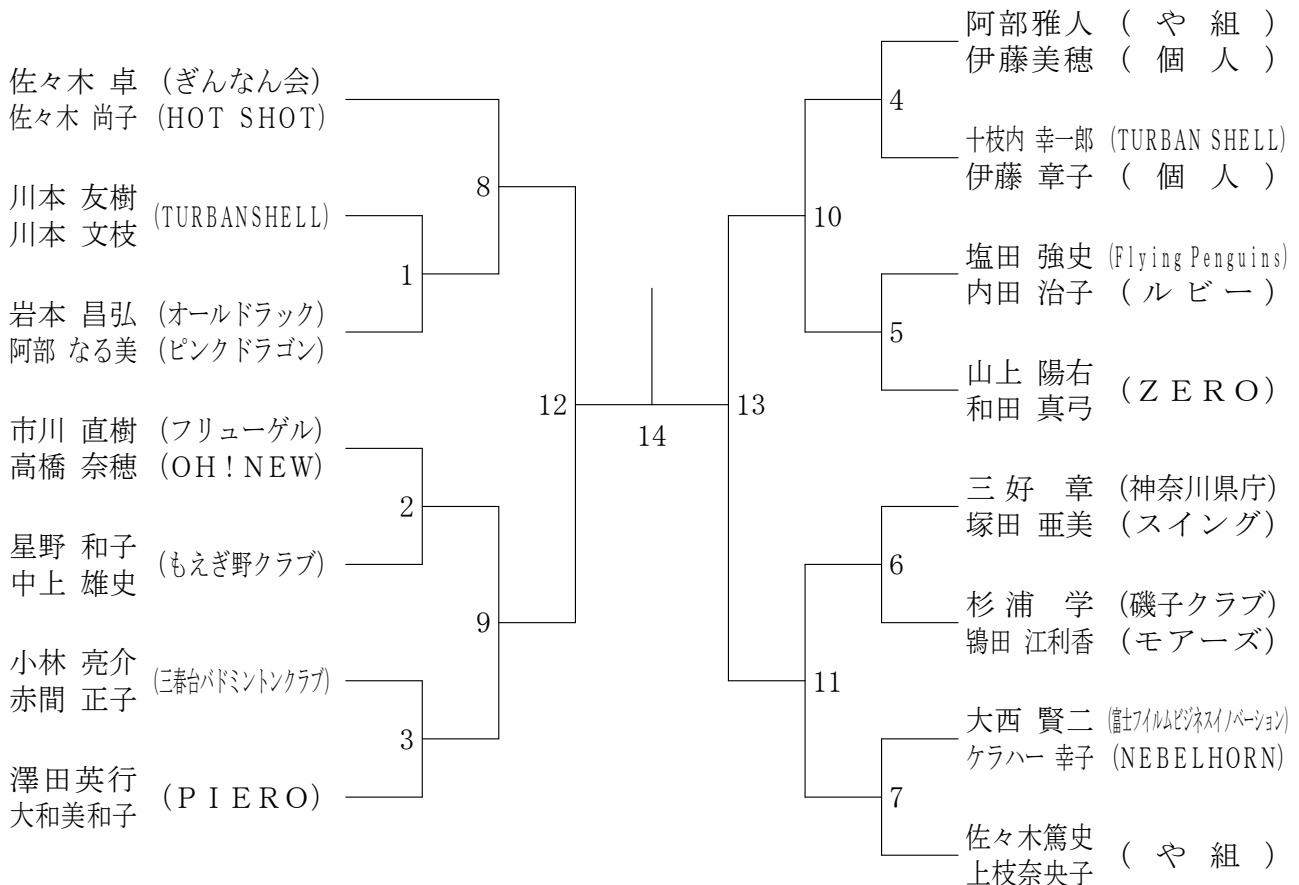 佐々木 卓 (ぎんなん会)
佐々木 尚子 (HOT SHOT)
川本 友樹
川本 文枝
(TURBANSHELL)
岩本 昌弘 (オールドラック)
阿部 なる美 (ピンクドラゴン)
市川 直樹 (フリューゲル)
高橋 奈穂 (OH!NEW)
星野 和子
中上 雄史
(もえぎ野クラブ)
小林 亮介
赤間 正子
(三春台バドミントンクラブ)
澤田英行
大和美和子
(PIERO)
8
1
2
9
3
12
14
13
阿部雅人 (や組)
伊藤美穂 (個人)
十枝内 幸一郎 (TURBAN SHELL)
伊藤 章子 (個人)
塩田 強史 (Flying Penguins)
内田 治子 (ルビー)
山上 陽右
和田 真弓
(ZERO)
三好 章 (神奈川県庁)
塚田 亜美 (スイング)
杉浦 学 (磯子クラブ)
鴇田 江利香 (モアーズ)
大西 賢二 (富士フイルムビジネスイノベーション)
ケラハー 幸子 (NEBELHORN)
佐々木篤史
上枝奈央子
(や組)
4
10
5
6
11
7